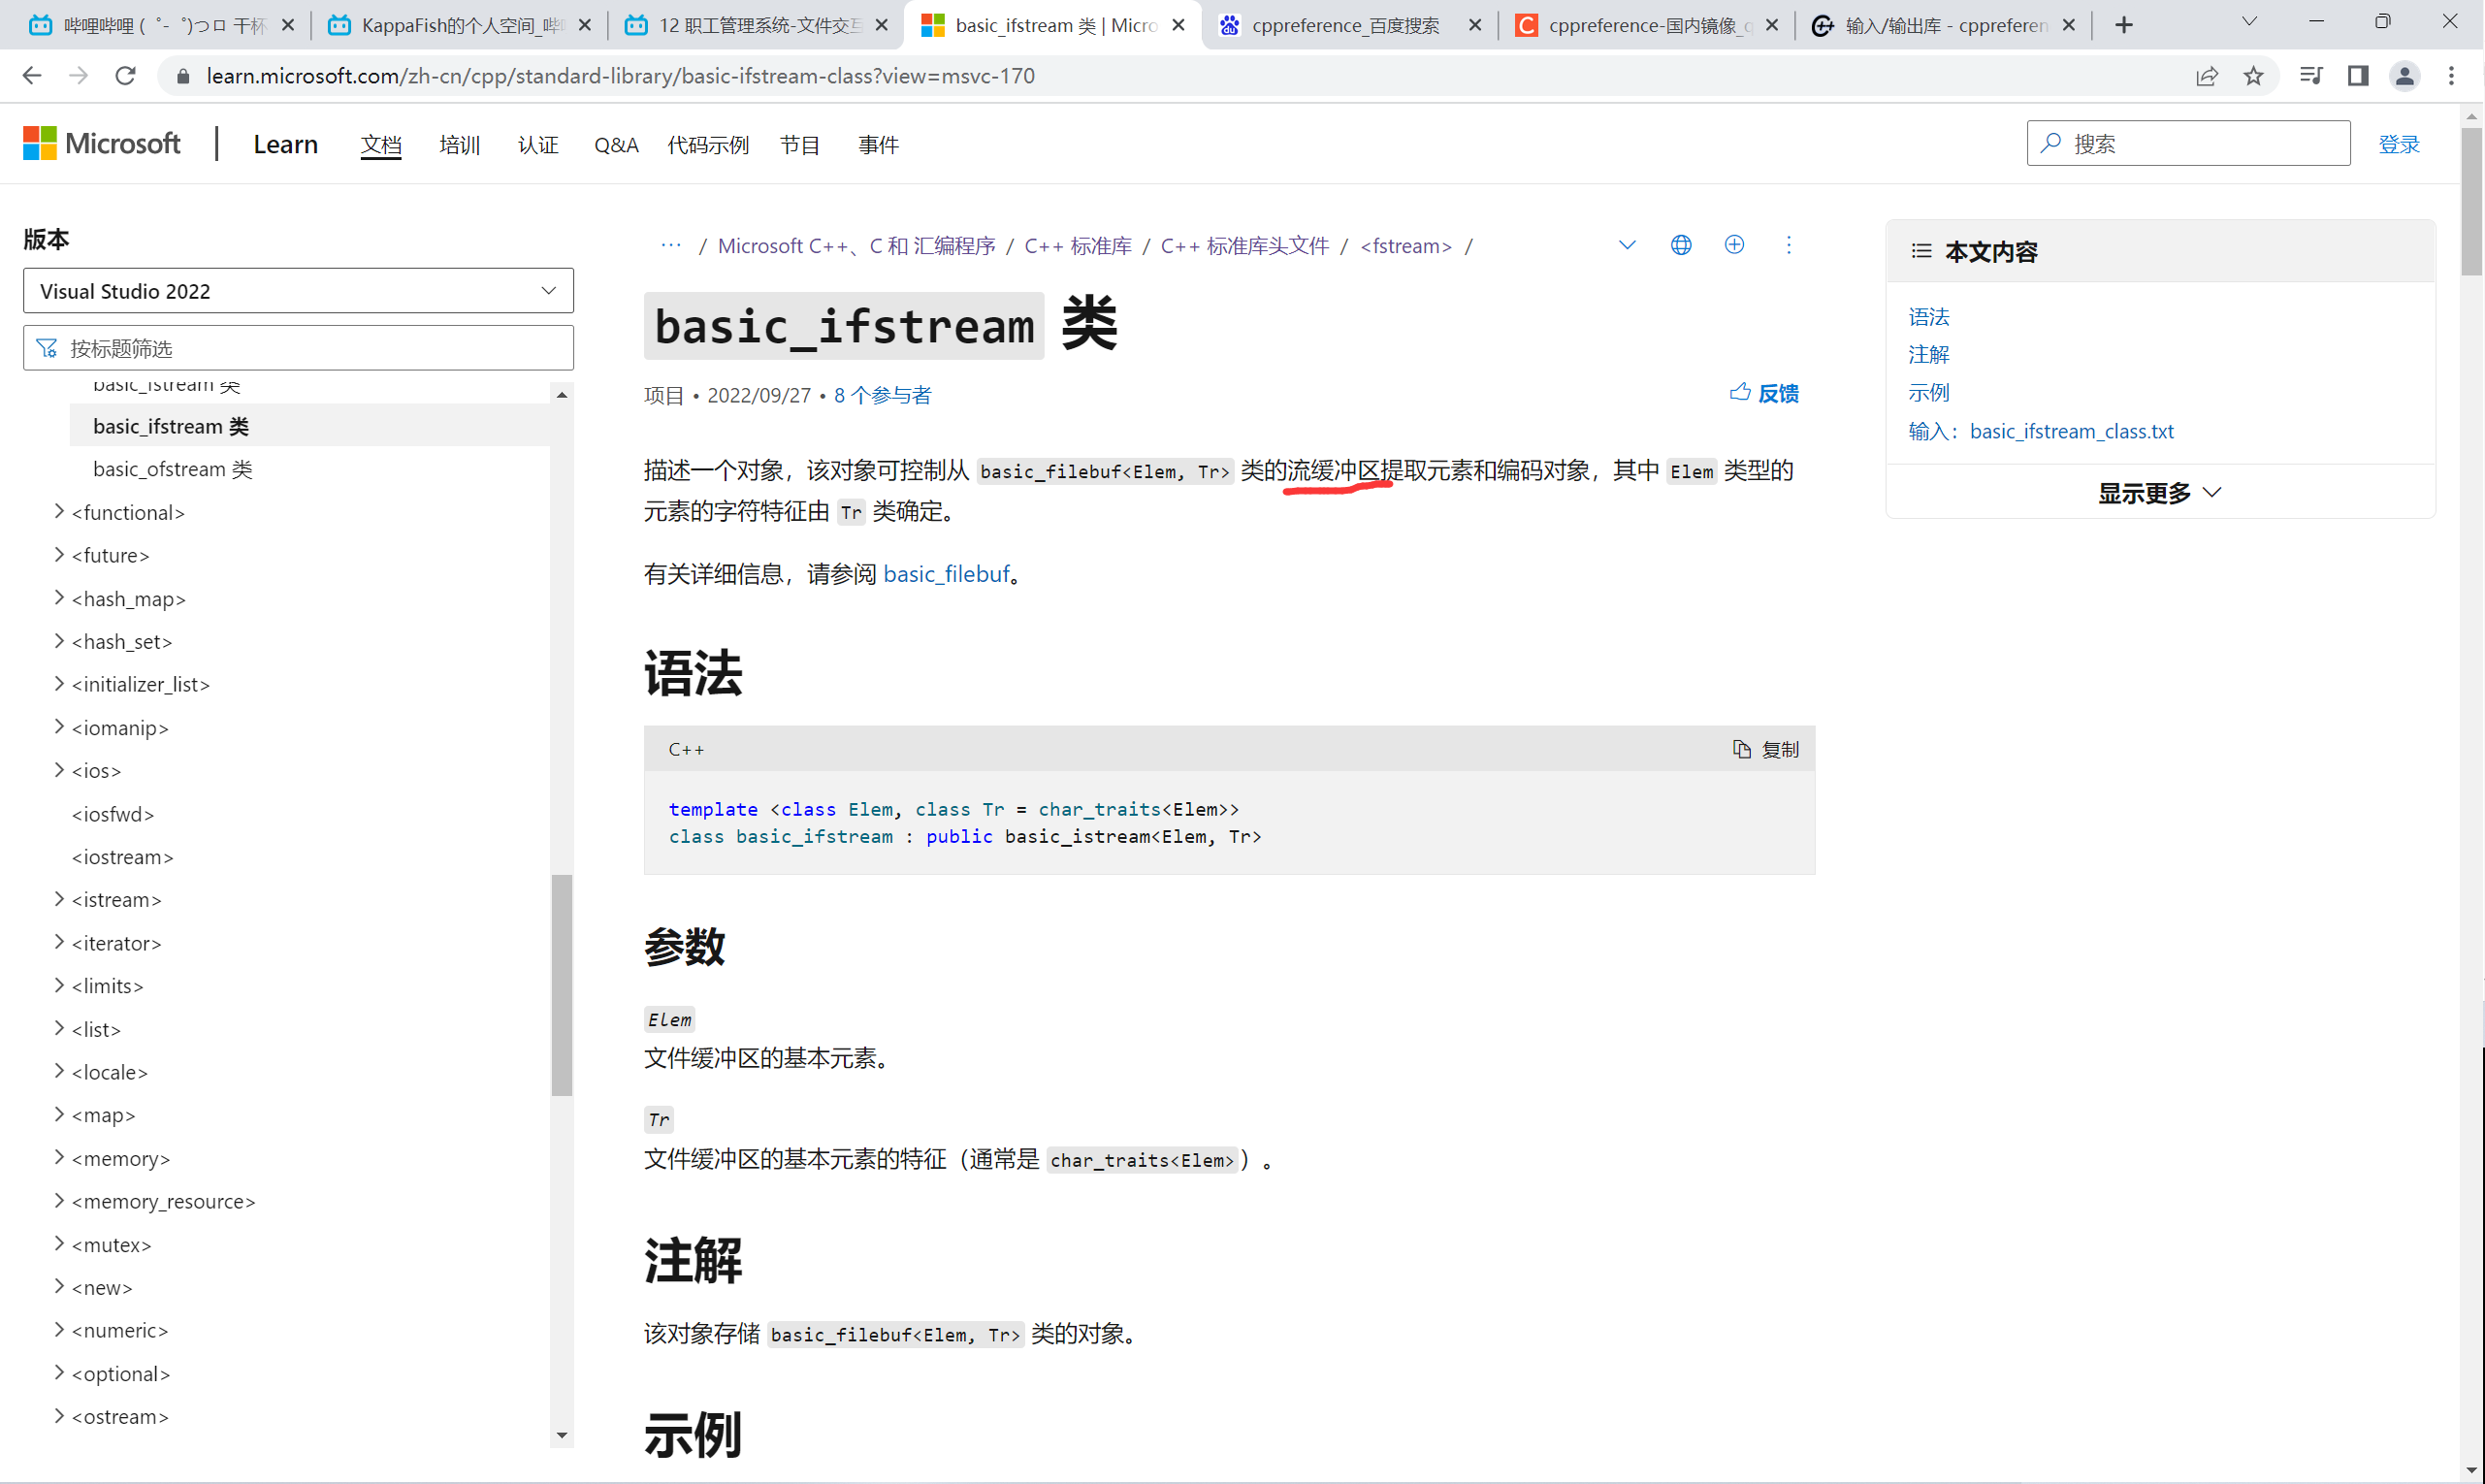 哔哩哔哩 ( ゜- ゜)つロ 干杯
KappaFish的个人空间_哔
12 职工管理系统-文件交互
basic_ifstream 类 | Micro
cppreference_百度搜索
cppreference-国内镜像_c
输入/输出库 - cppreferen
learn.microsoft.com/zh-cn/cpp/standard-library/basic-ifstream-class?view=msvc-170
Microsoft
Learn
文档
培训
认证
Q&A
代码示例
节目
事件
搜索
登录
版本
Visual Studio 2022
按标题筛选
basic_istream 类
basic_ifstream 类
basic_ofstream 类
<functional>
<future>
<hash_map>
<hash_set>
<initializer_list>
<iomanip>
<ios>
<iosfwd>
<iostream>
<istream>
<iterator>
<limits>
<list>
<locale>
<map>
<memory>
<memory_resource>
<mutex>
<new>
<numeric>
<optional>
<ostream>
··· / Microsoft C++、C 和 汇编程序 / C++ 标准库 / C++ 标准库头文件 / <fstream> /
basic_ifstream 类
项目 • 2022/09/27 • 8 个参与者
反馈
描述一个对象，该对象可控制从 basic_filebuf<Elem, Tr> 类的流缓冲区提取元素和编码对象，其中 Elem 类型的
元素的字符特征由 Tr 类确定。
有关详细信息，请参阅 basic_filebuf。
语法
C++
复制
template <class Elem, class Tr = char_traits<Elem>>
class basic_ifstream : public basic_istream<Elem, Tr>
参数
Elem
文件缓冲区的基本元素。
Tr
文件缓冲区的基本元素的特征（通常是 char_traits<Elem>）。
注解
该对象存储 basic_filebuf<Elem, Tr> 类的对象。
示例
本文内容
语法
注解
示例
输入：basic_ifstream_class.txt
显示更多